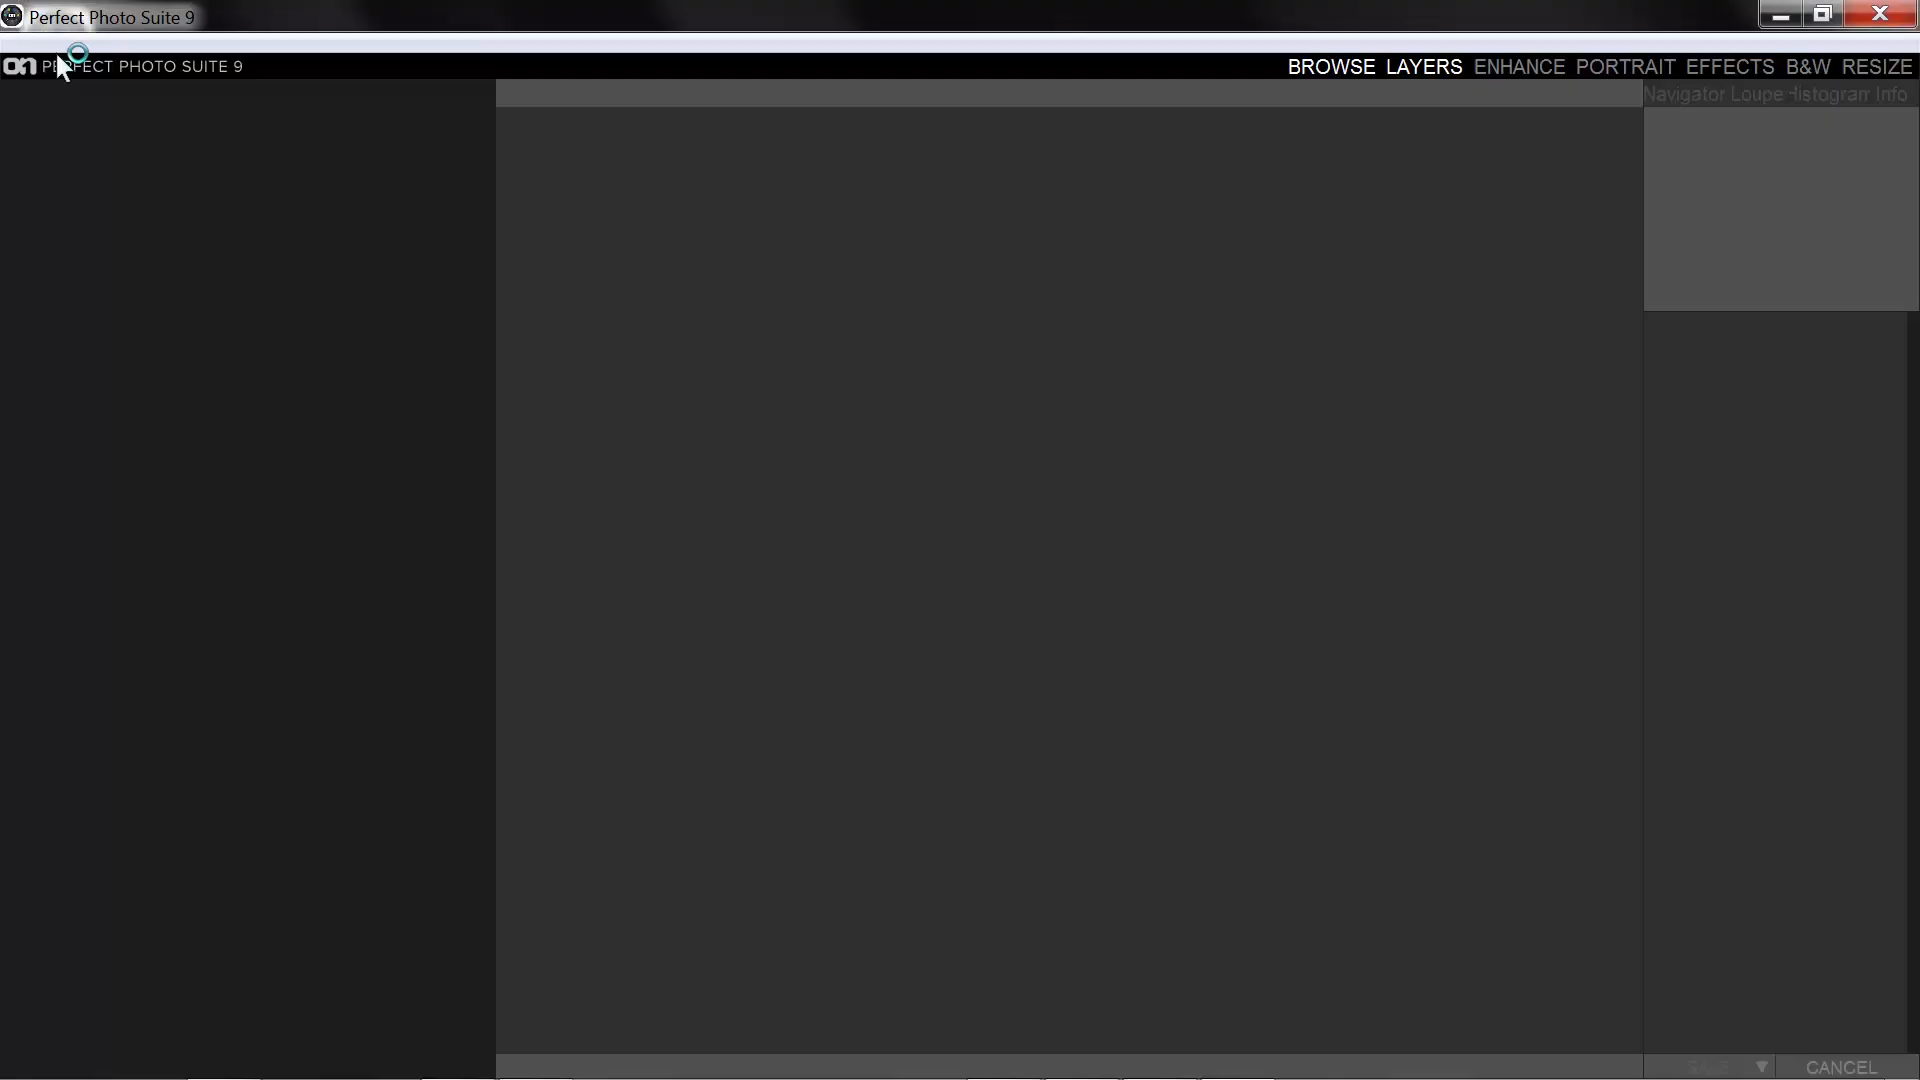 Perfect Photo Suite 9
on PERFECT PHOTO SUITE 9
BROWSE LAYERS ENHANCE PORTRAIT EFFECTS B&W RESIZE
Navigator Loupe Histogram Info
CANCEL